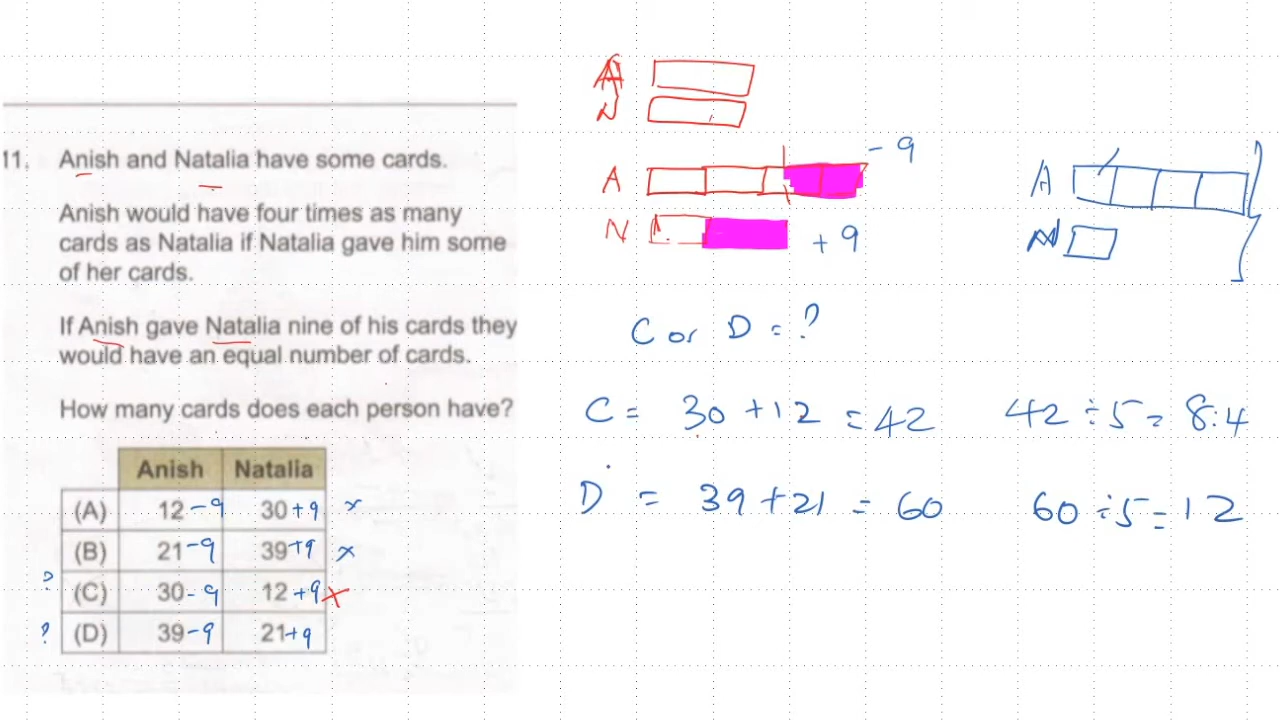 11. Anish and Natalia have some cards.
Anish would have four times as many
cards as Natalia if Natalia gave him some
of her cards.
If Anish gave Natalia nine of his cards they
would have an equal number of cards.
How many cards does each person have?
Anish Natalia
(A) 12 -9 30 +9 ×
(B) 21 -9 39 +9 ×
? (C) 30 -9 12 +9 ×
? (D) 39 -9 21 +9
A
N
A -9
N +9
A
N
C or D = ?
C = 30 + 12 = 42 42 ÷ 5 = 8.4
D = 39 + 21 = 60 60 ÷ 5 = 12